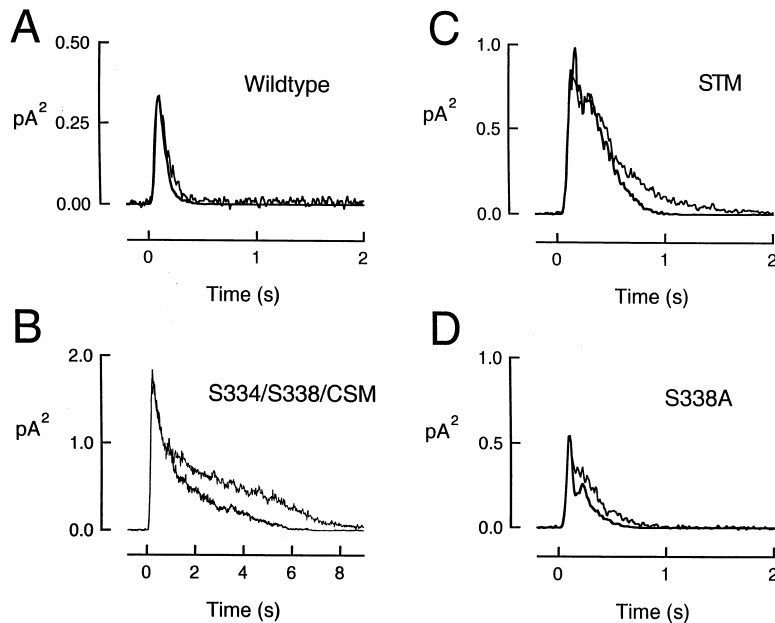 A
0.50
Wildtype
pA2
0.25
0.00
0 1 2
Time (s)
B
2.0
S334/S338/CSM
pA2
1.0
0.0
0 2 4 6 8
Time (s)
C
1.0
STM
pA2
0.5
0.0
0 1 2
Time (s)
D
1.0
S338A
pA2
0.5
0.0
0 1 2
Time (s)